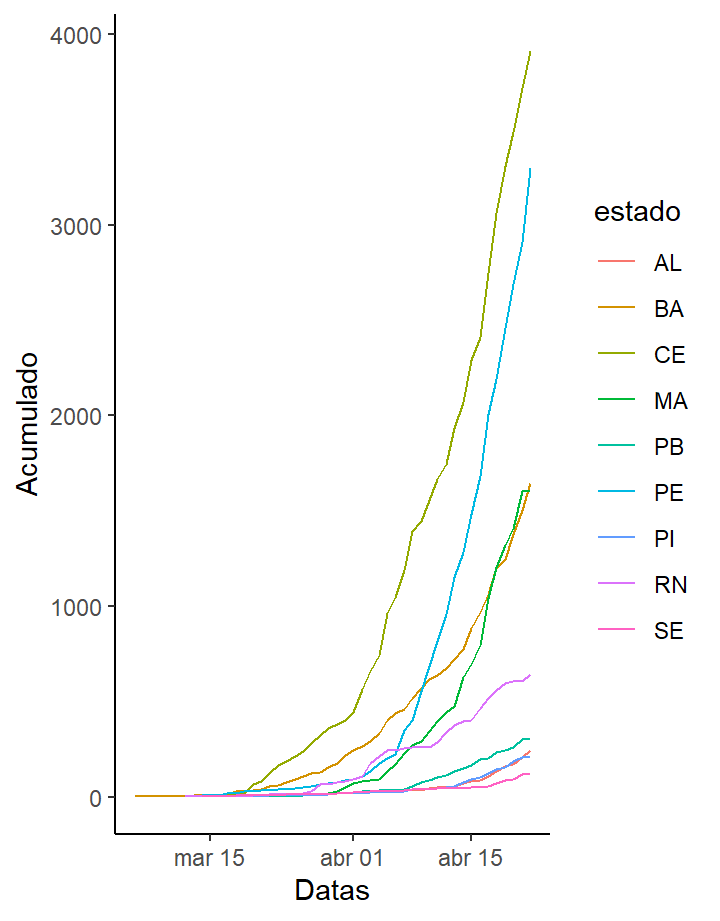 4000
3000
2000
1000
0
Acumulado
mar 15
abr 01
abr 15
Datas
estado
AL
BA
CE
MA
PB
PE
PI
RN
SE